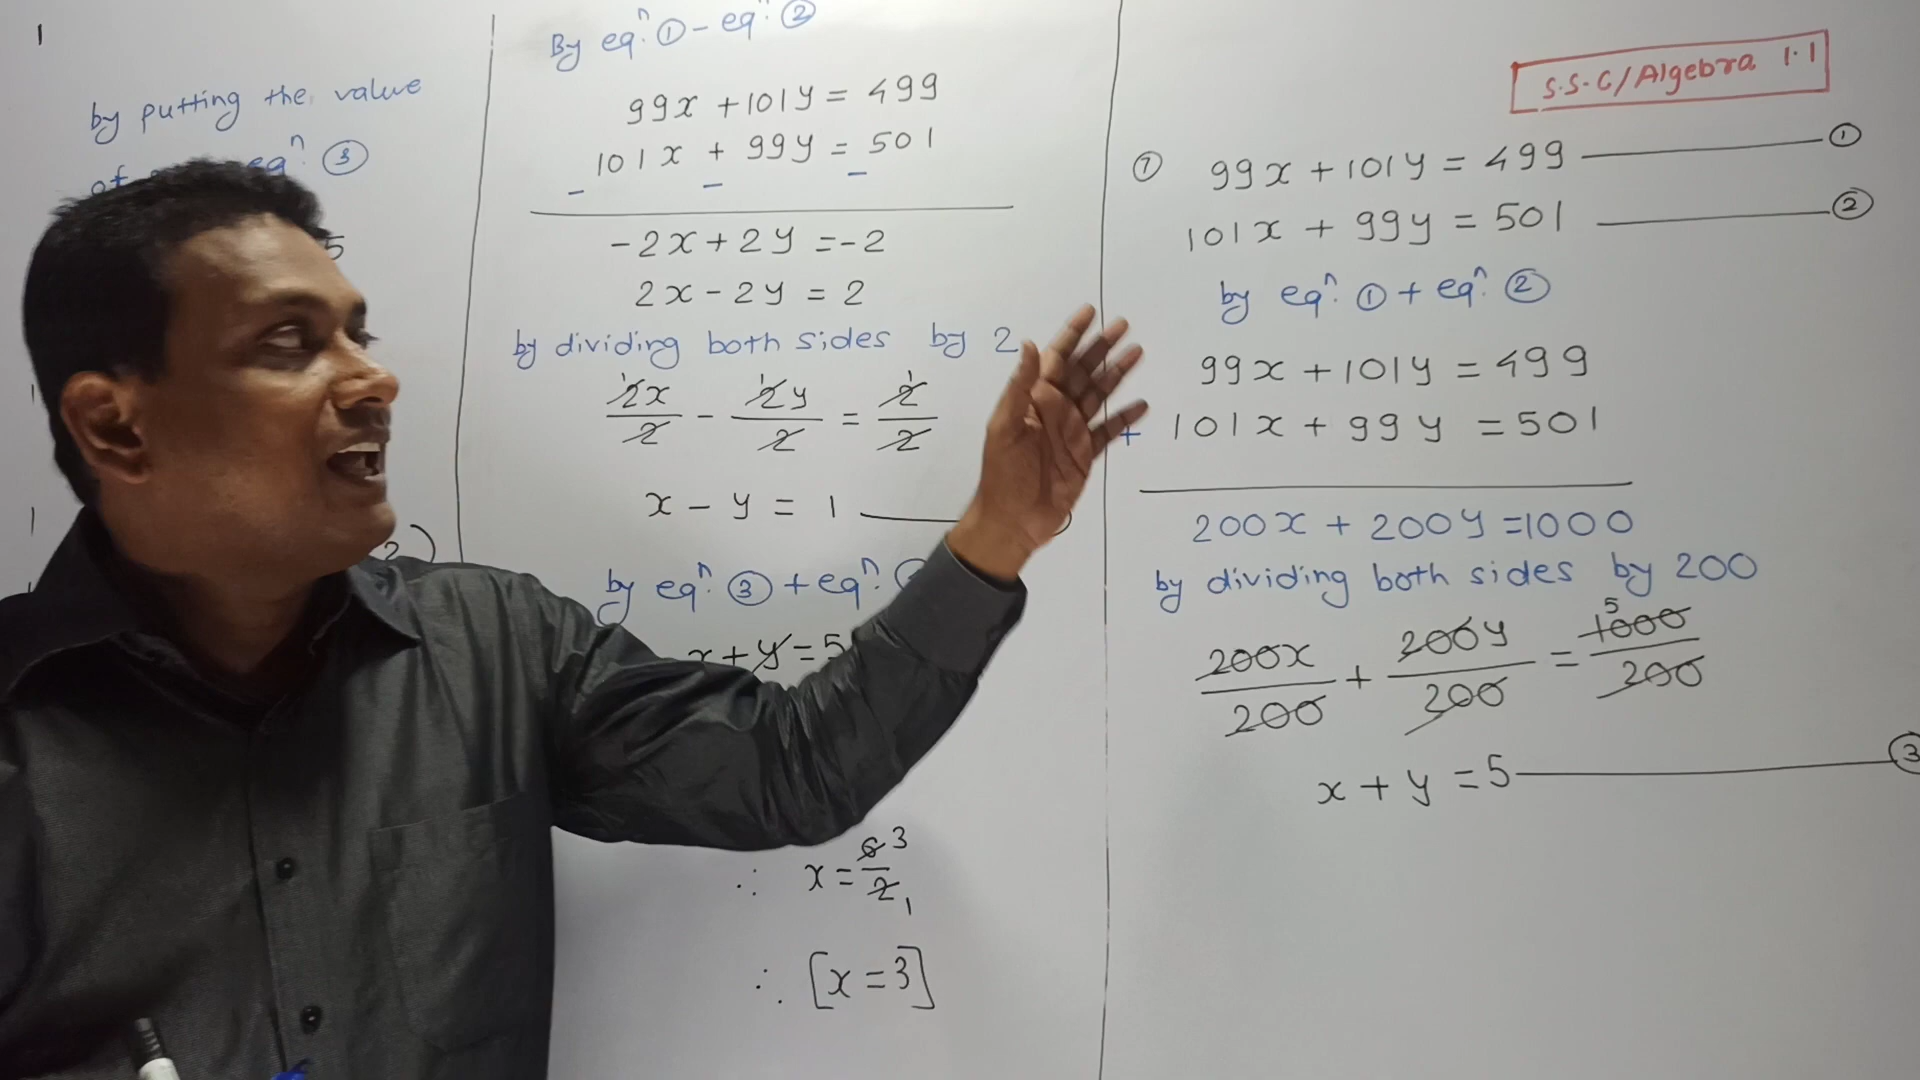 S.S.C/Algebra 1.1
⑦ 99x + 101y = 499 ①
101x + 99y = 501 ②
by eqn. ① + eqn. ②
99x + 101y = 499
+ 101x + 99y = 501
200x + 200y = 1000
by dividing both sides by 200
200x/200 + 200y/200 = 1000/200 5
x + y = 5 ③
By eqn. ① - eqn. ②
99x + 101y = 499
101x + 99y = 501
- - -
-2x + 2y = -2
2x - 2y = 2
by dividing both sides by 2
2x/2 - 2y/2 = 2/2
x - y = 1
by eqn. ③ + eqn.
x + y = 5
∴ x = 6/2 3 1
∴ [x = 3]
by putting the value
of eqn ③
5
2)